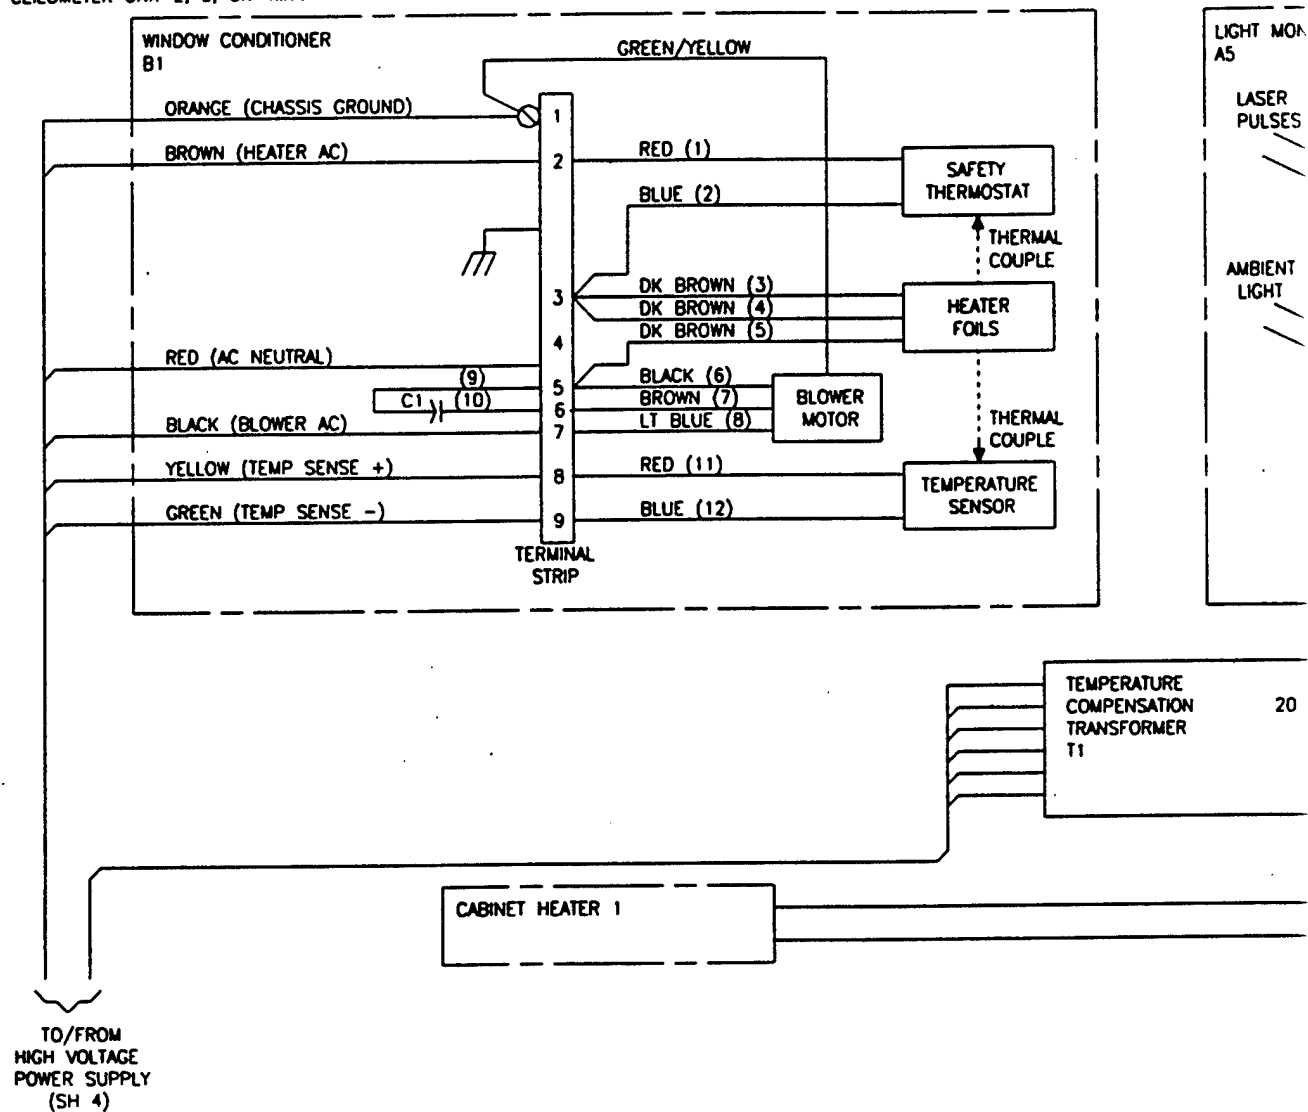 WINDOW CONDITIONER
B1
GREEN/YELLOW
LIGHT MON
A5
LASER
PULSES
AMBIENT
LIGHT
ORANGE (CHASSIS GROUND)
1
BROWN (HEATER AC)
2
RED (1)
SAFETY
THERMOSTAT
BLUE (2)
THERMAL
COUPLE
3
DK BROWN (3)
DK BROWN (4)
DK BROWN (5)
HEATER
FOILS
4
RED (AC NEUTRAL)
(9)
5
BLACK (6)
C1
(10)
6
BROWN (7)
BLOWER
MOTOR
BLACK (BLOWER AC)
7
LT BLUE (8)
THERMAL
COUPLE
YELLOW (TEMP SENSE +)
8
RED (11)
TEMPERATURE
SENSOR
GREEN (TEMP SENSE -)
9
BLUE (12)
TERMINAL
STRIP
TEMPERATURE
COMPENSATION
TRANSFORMER
T1
20
CABINET HEATER 1
TO/FROM
HIGH VOLTAGE
POWER SUPPLY
(SH 4)